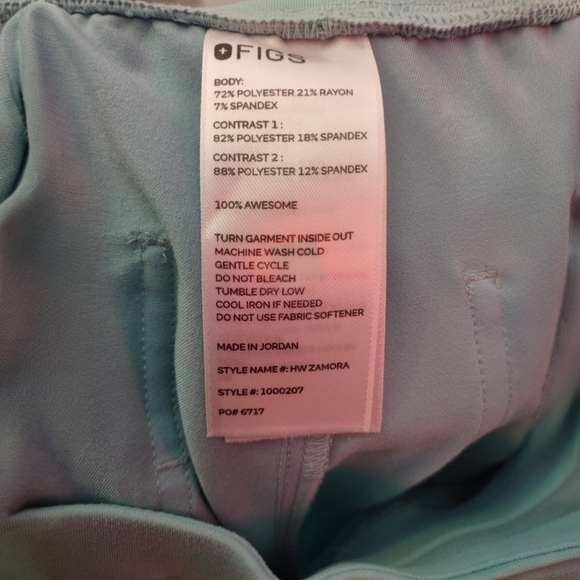 FIGS
BODY:
72% POLYESTER 21% RAYON
7% SPANDEX
CONTRAST 1 :
82% POLYESTER 18% SPANDEX
CONTRAST 2 :
88% POLYESTER 12% SPANDEX
100% AWESOME
TURN GARMENT INSIDE OUT
MACHINE WASH COLD
GENTLE CYCLE
DO NOT BLEACH
TUMBLE DRY LOW
COOL IRON IF NEEDED
DO NOT USE FABRIC SOFTENER
MADE IN JORDAN
STYLE NAME #: HW ZAMORA
STYLE #: 1000207
PO# 6717